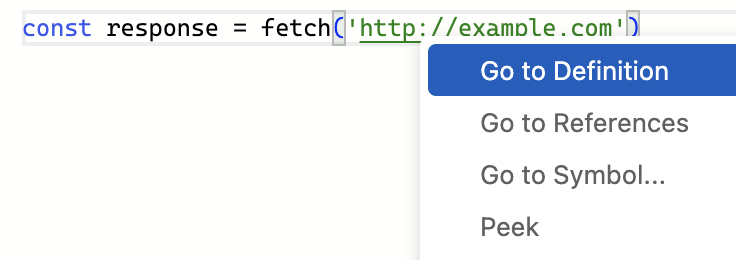 const response = fetch('http://example.com')
Go to Definition
Go to References
Go to Symbol...
Peek